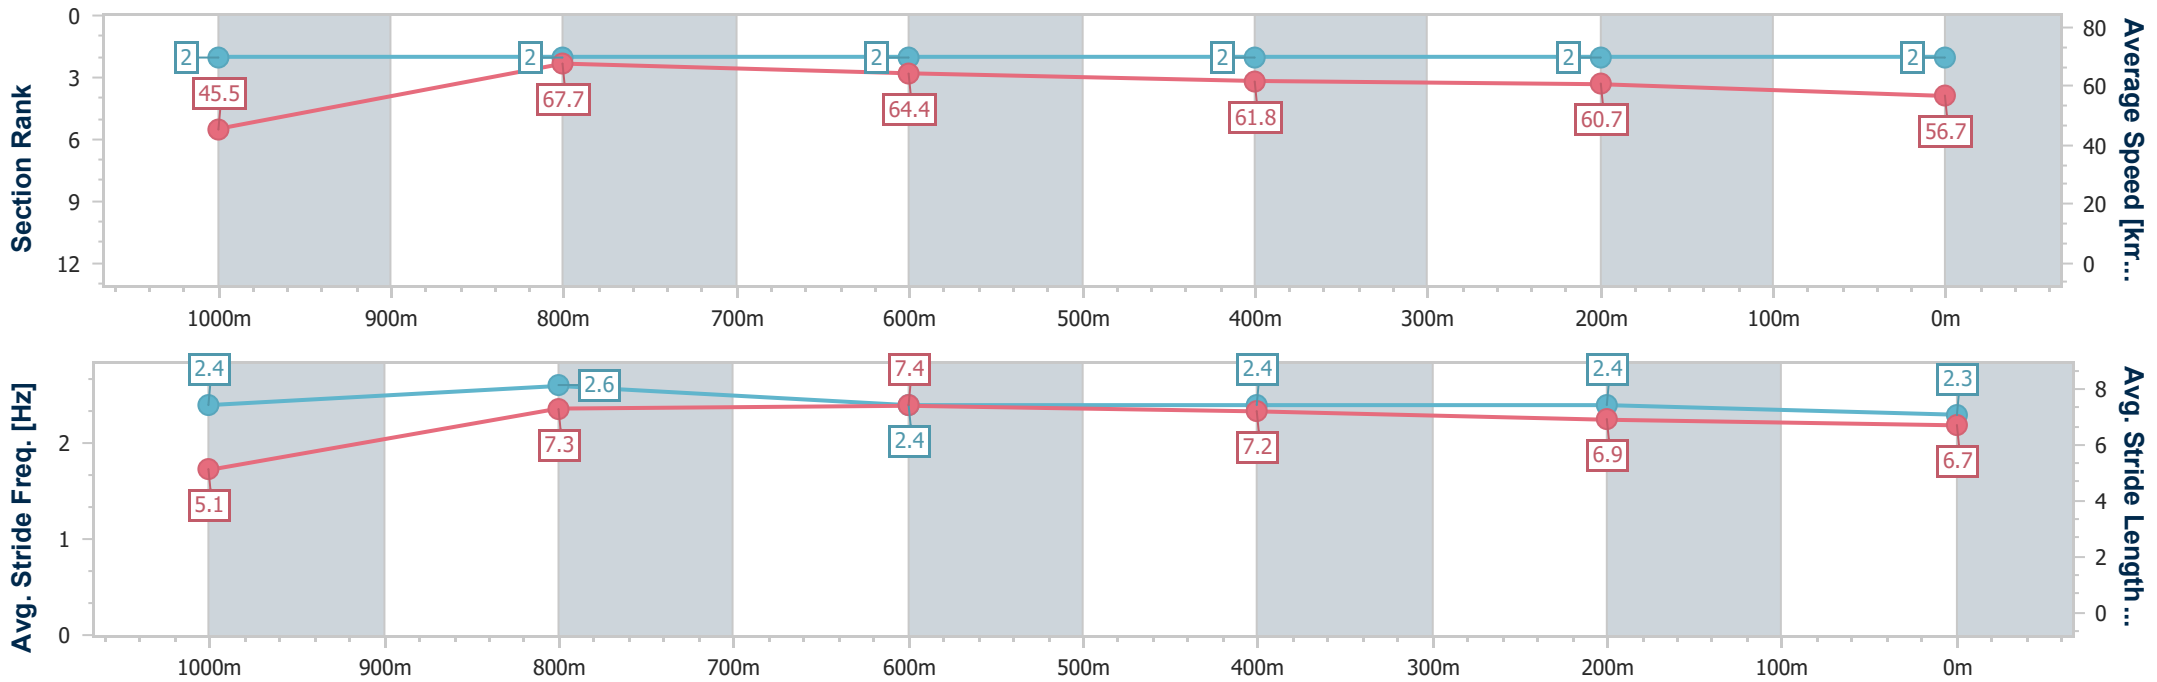 Section Rank
0
3
6
9
12
2 2 2 2 2 2
45.5 67.7 64.4 61.8 60.7 56.7
80
60
40
20
0
Average Speed [km...
1000m 900m 800m 700m 600m 500m 400m 300m 200m 100m 0m
Avg. Stride Freq. [Hz]
2
1
0
2.4 2.6 2.4 2.4 2.4 2.3
5.1 7.3 7.4 7.2 6.9 6.7
8
6
4
2
0
Avg. Stride Length ...
1000m 900m 800m 700m 600m 500m 400m 300m 200m 100m 0m